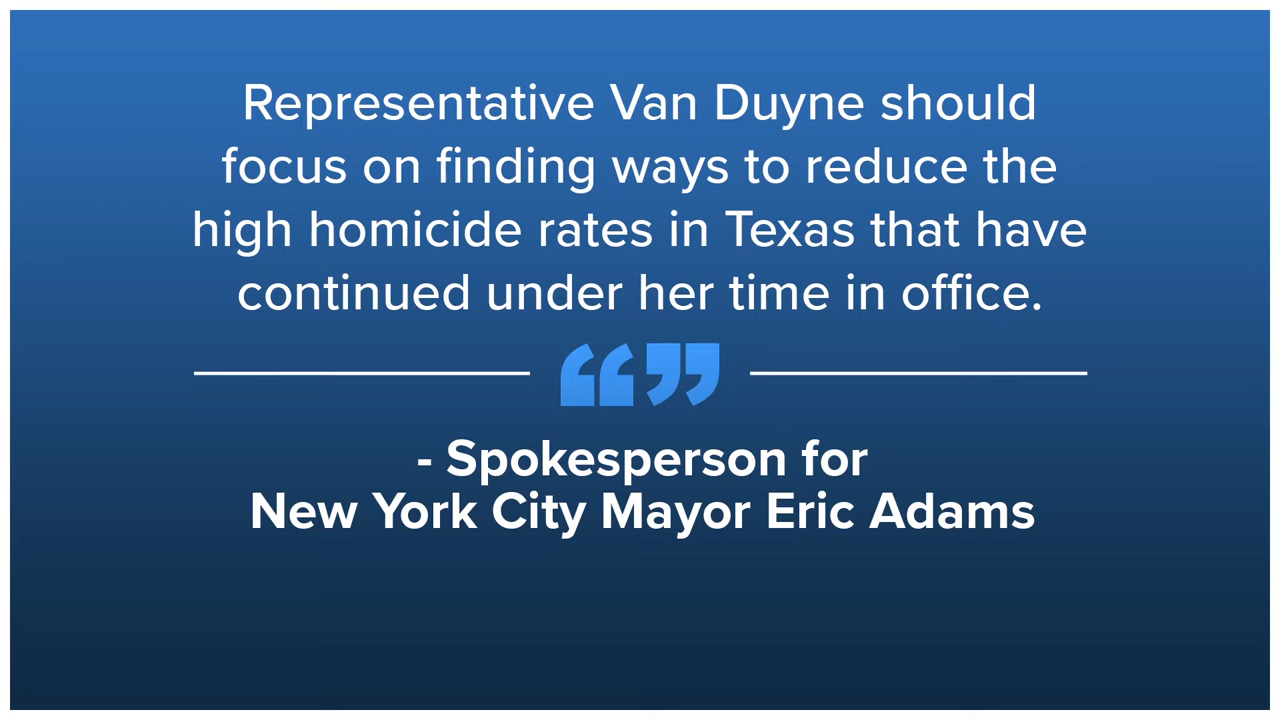 Representative Van Duyne should
focus on finding ways to reduce the
high homicide rates in Texas that have
continued under her time in office.
“”
- Spokesperson for
New York City Mayor Eric Adams